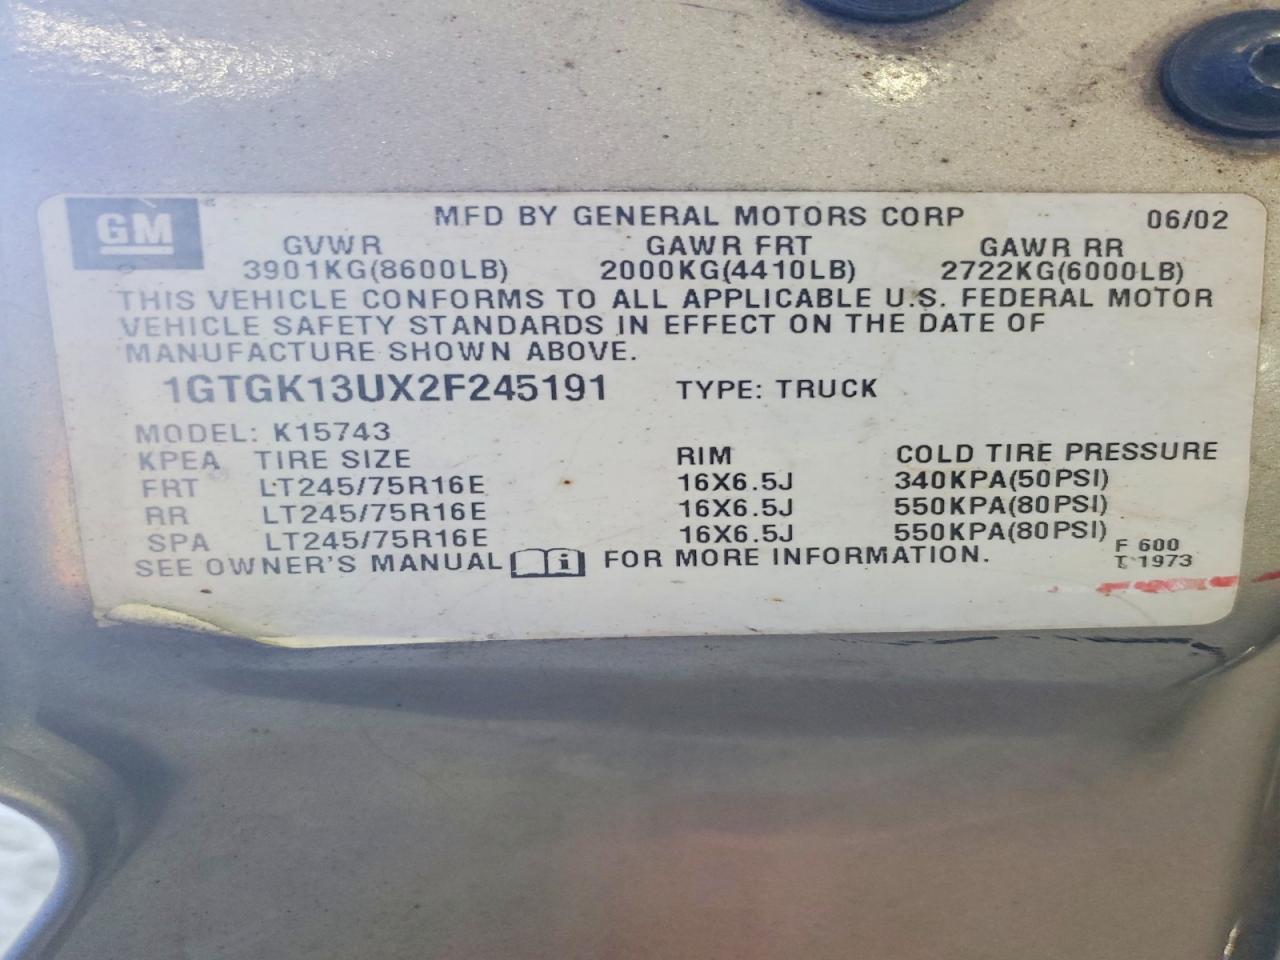 GM MFD BY GENERAL MOTORS CORP 06/02
GVWR GAWR FRT GAWR RR
3901KG(8600LB) 2000KG(4410LB) 2722KG(6000LB)
THIS VEHICLE CONFORMS TO ALL APPLICABLE U.S. FEDERAL MOTOR
VEHICLE SAFETY STANDARDS IN EFFECT ON THE DATE OF
MANUFACTURE SHOWN ABOVE.
1GTGK13UX2F245191 TYPE: TRUCK
MODEL: K15743
KPEA TIRE SIZE RIM COLD TIRE PRESSURE
FRT LT245/75R16E 16X6.5J 340KPA(50PSI)
RR LT245/75R16E 16X6.5J 550KPA(80PSI)
SPA LT245/75R16E 16X6.5J 550KPA(80PSI)
SEE OWNER'S MANUAL i FOR MORE INFORMATION.
F 600
T 1973